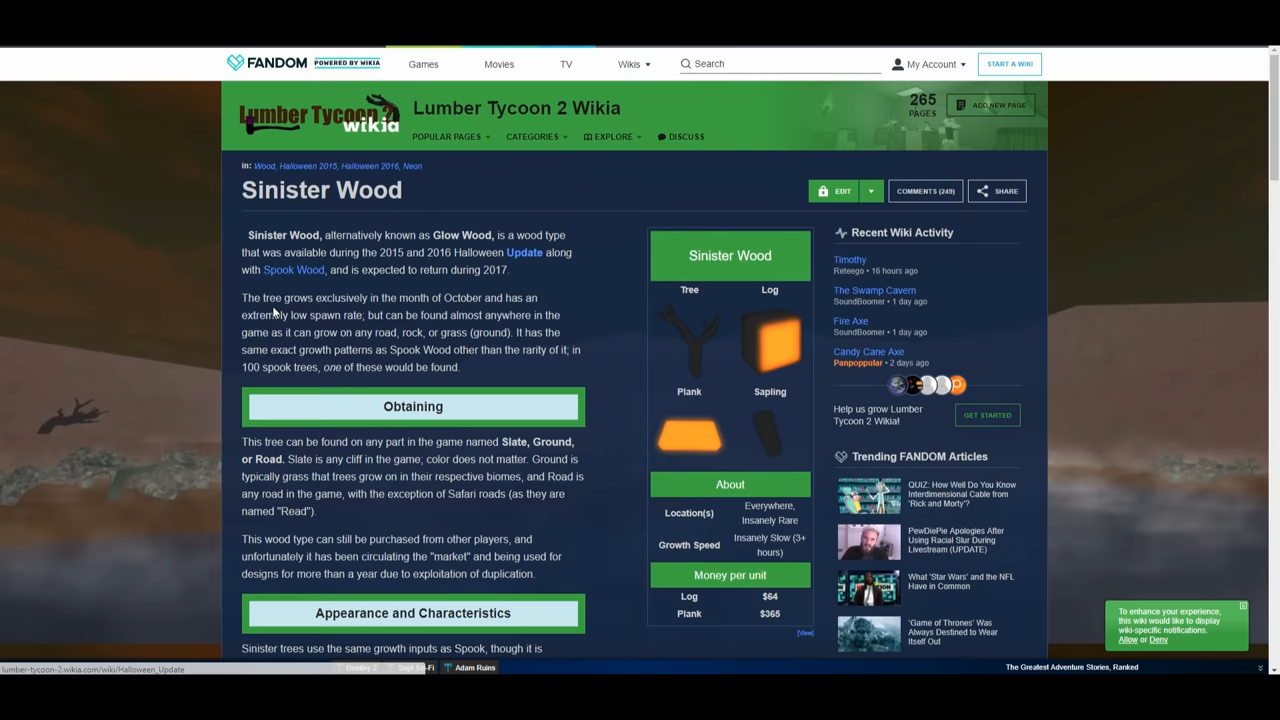 FANDOM POWERED BY WIKIA Games Movies TV Wikis Search My Account START A WIKI
Lumber Tycoon 2 wikia
Lumber Tycoon 2 Wikia
265 PAGES
ADD NEW PAGE
POPULAR PAGES CATEGORIES EXPLORE DISCUSS
in: Wood, Halloween 2015, Halloween 2016, Neon
Sinister Wood
EDIT COMMENTS (249) SHARE
Sinister Wood, alternatively known as Glow Wood, is a wood type
that was available during the 2015 and 2016 Halloween Update along
with Spook Wood, and is expected to return during 2017.
The tree grows exclusively in the month of October and has an
extremely low spawn rate; but can be found almost anywhere in the
game as it can grow on any road, rock, or grass (ground). It has the
same exact growth patterns as Spook Wood other than the rarity of it; in
100 spook trees, one of these would be found.
Obtaining
This tree can be found on any part in the game named Slate, Ground,
or Road. Slate is any cliff in the game; color does not matter. Ground is
typically grass that trees grow on in their respective biomes, and Road is
any road in the game, with the exception of Safari roads (as they are
named "Read").
This wood type can still be purchased from other players, and
unfortunately it has been circulating the "market" and being used for
designs for more than a year due to exploitation of duplication.
Appearance and Characteristics
Sinister trees use the same growth inputs as Spook, though it is
Sinister Wood
Tree Log
Plank Sapling
About
Location(s) Everywhere,
Insanely Rare
Growth Speed Insanely Slow (3+
hours)
Money per unit
Log $64
Plank $365
[View]
Recent Wiki Activity
Timothy
Reteego • 16 hours ago
The Swamp Cavern
SoundBoomer • 1 day ago
Fire Axe
SoundBoomer • 1 day ago
Candy Cane Axe
Panpoppular • 2 days ago
Help us grow Lumber
Tycoon 2 Wikia!
GET STARTED
Trending FANDOM Articles
QUIZ: How Well Do You Know
Interdimensional Cable from
'Rick and Morty'?
PewDiePie Apologies After
Using Racial Slur During
Livestream (UPDATE)
What 'Star Wars' and the NFL
Have in Common
'Game of Thrones' Was
Always Destined to Wear
Itself Out
To enhance your experience,
this wiki would like to display
wiki-specific notifications.
Allow or Deny
lumber-tycoon-2.wikia.com/wiki/Halloween_Update
Destiny 2 Sept Sci-Fi Adam Ruins
The Greatest Adventure Stories, Ranked